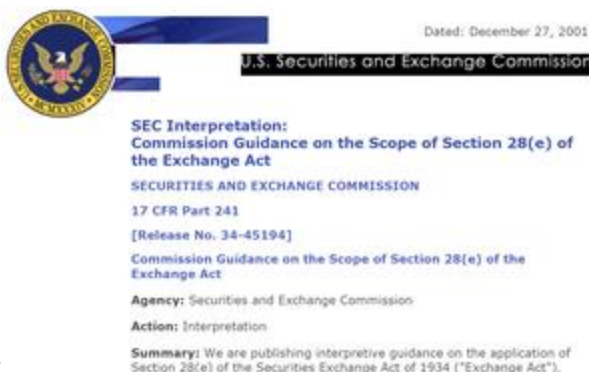 Dated: December 27, 2001
U.S. Securities and Exchange Commission
SEC Interpretation:
Commission Guidance on the Scope of Section 28(e) of
the Exchange Act
SECURITIES AND EXCHANGE COMMISSION
17 CFR Part 241
[Release No. 34-45194]
Commission Guidance on the Scope of Section 28(e) of the
Exchange Act
Agency: Securities and Exchange Commission
Action: Interpretation
Summary: We are publishing interpretive guidance on the application of
Section 28(e) of the Securities Exchange Act of 1934 ("Exchange Act"),